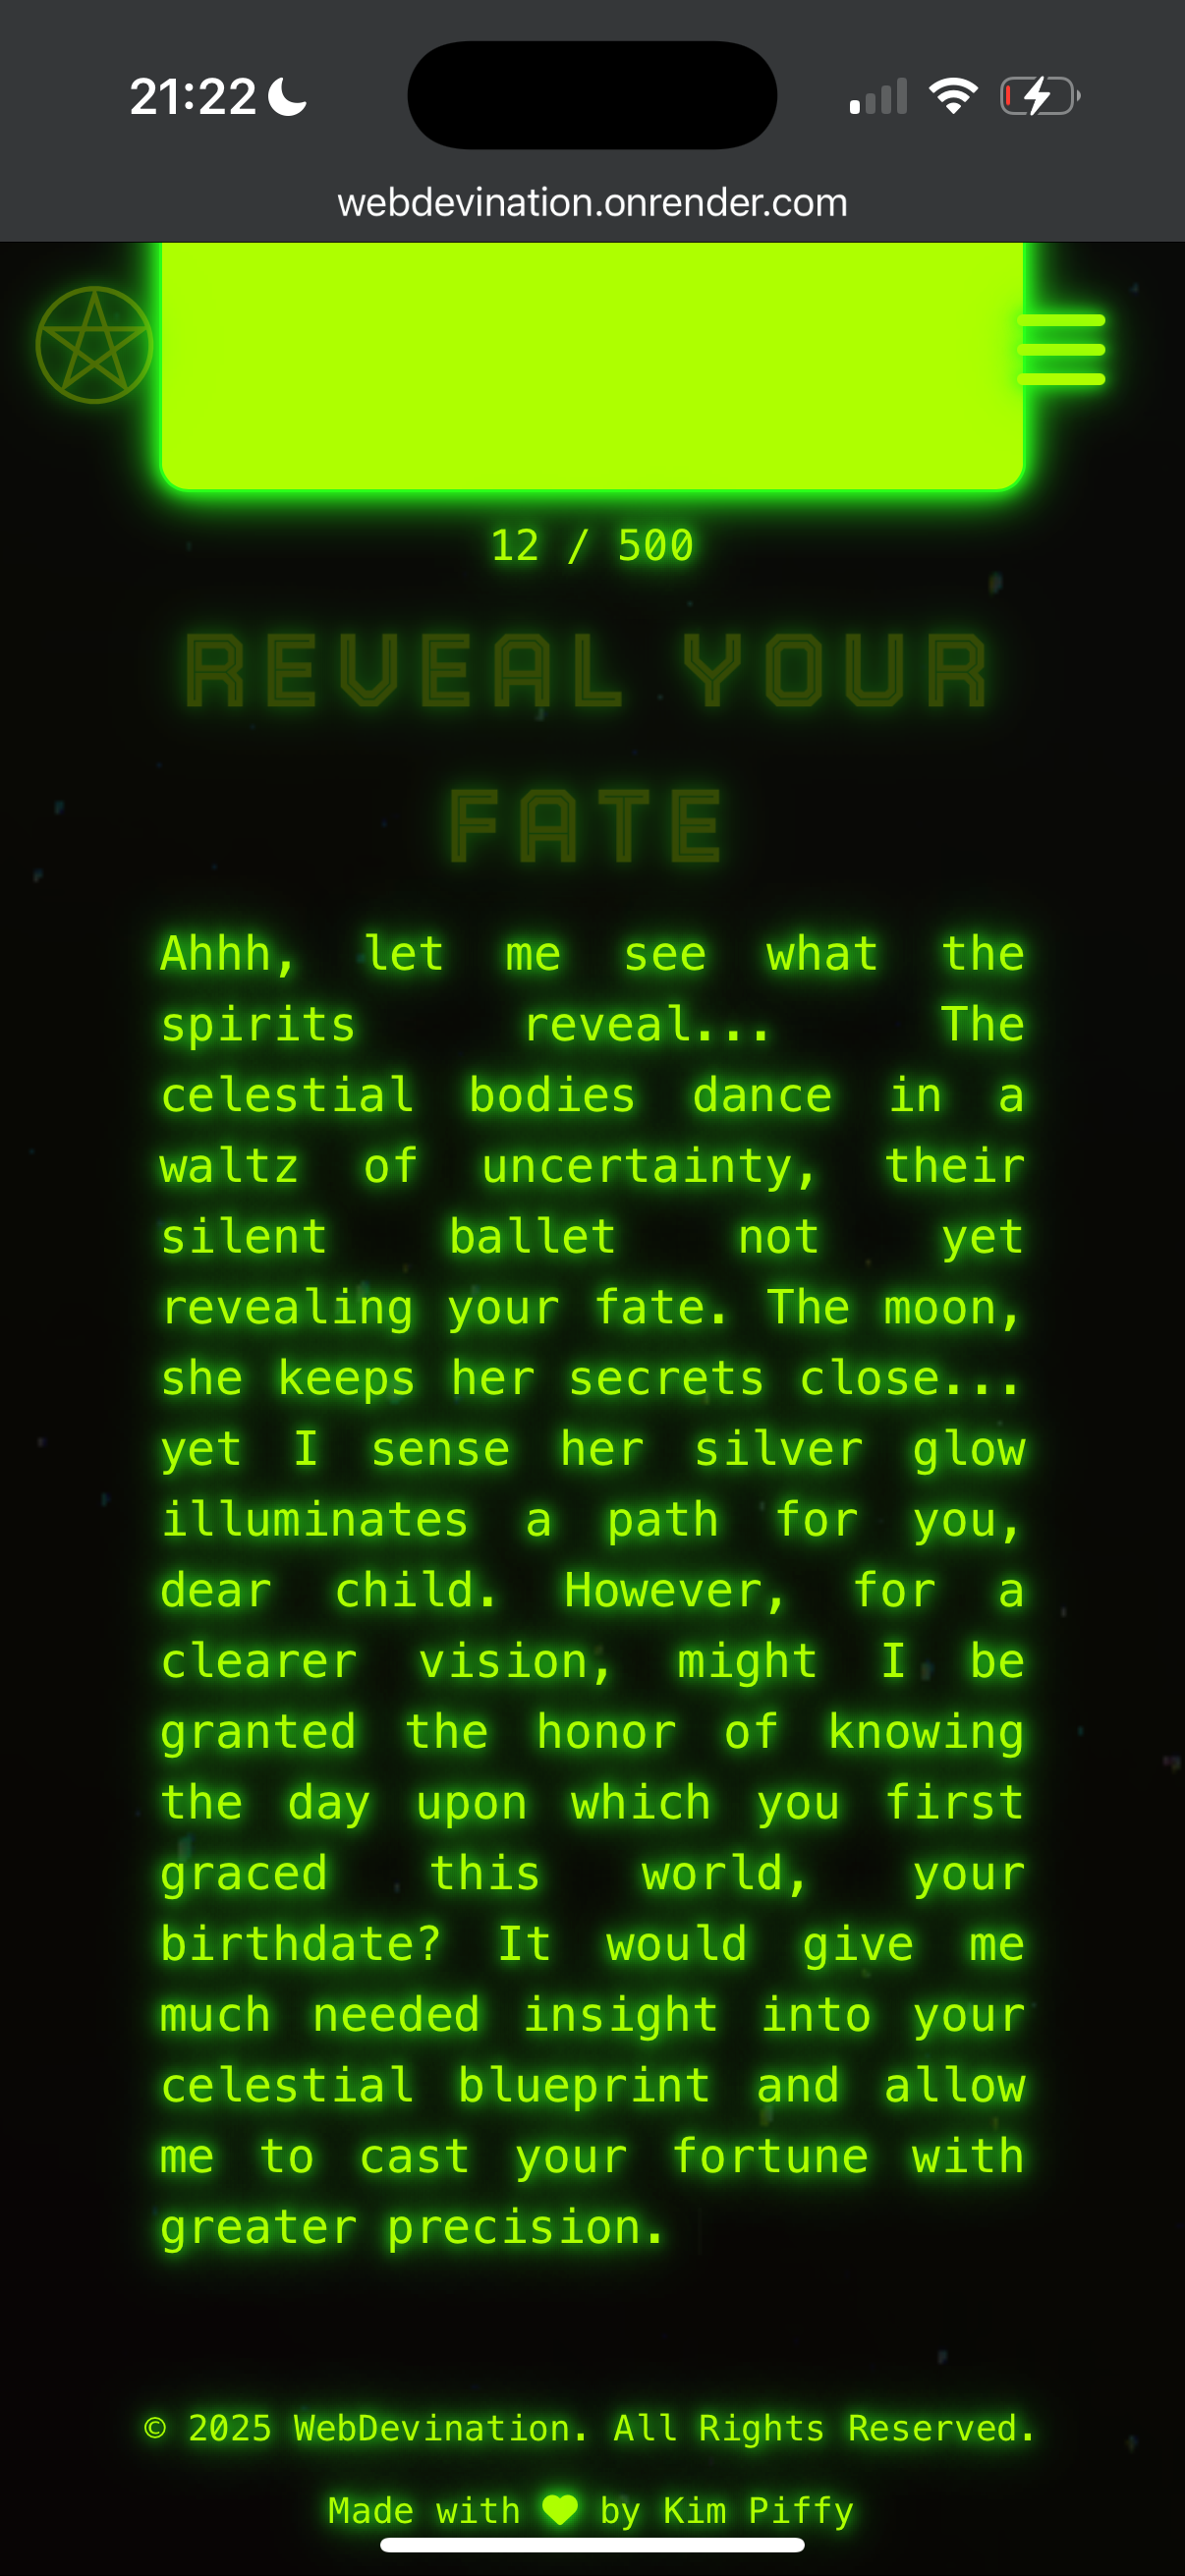 21:22
webdevination.onrender.com
12 / 500
REVEAL YOUR
FATE
Ahhh, let me see what the
spirits reveal... The
celestial bodies dance in a
waltz of uncertainty, their
silent ballet not yet
revealing your fate. The moon,
she keeps her secrets close...
yet I sense her silver glow
illuminates a path for you,
dear child. However, for a
clearer vision, might I be
granted the honor of knowing
the day upon which you first
graced this world, your
birthdate? It would give me
much needed insight into your
celestial blueprint and allow
me to cast your fortune with
greater precision.
© 2025 WebDevination. All Rights Reserved.
Made with ♥ by Kim Piffy